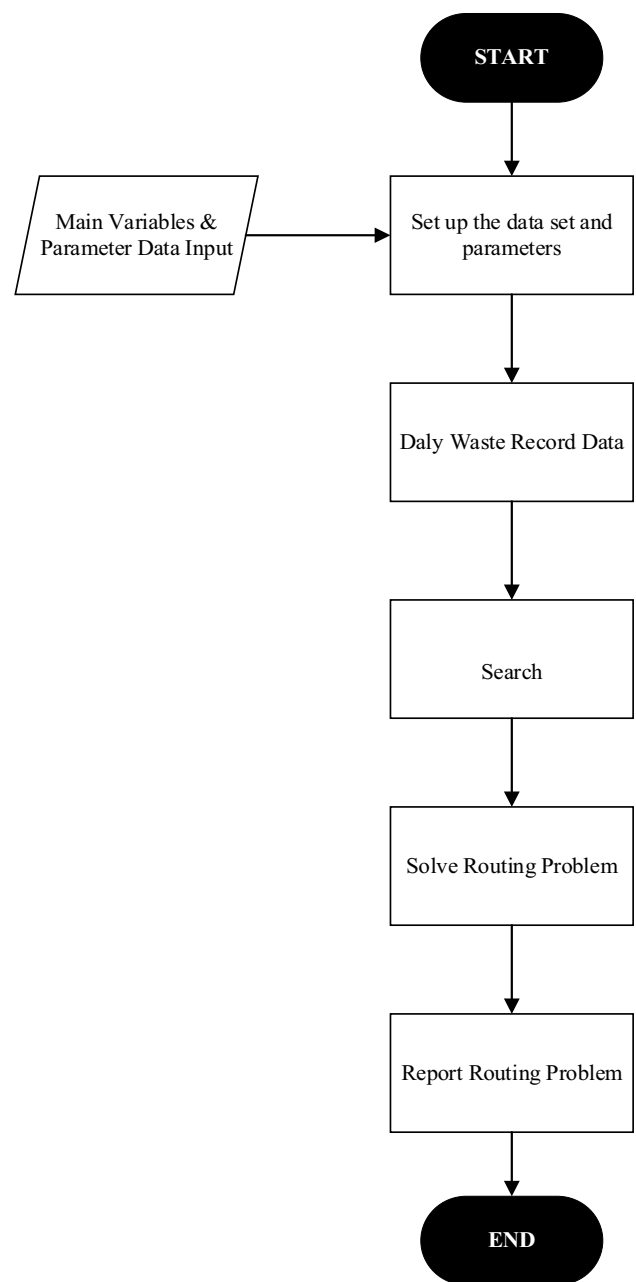 START
Main Variables &
Parameter Data Input
Set up the data set and
parameters
Daly Waste Record Data
Search
Solve Routing Problem
Report Routing Problem
END